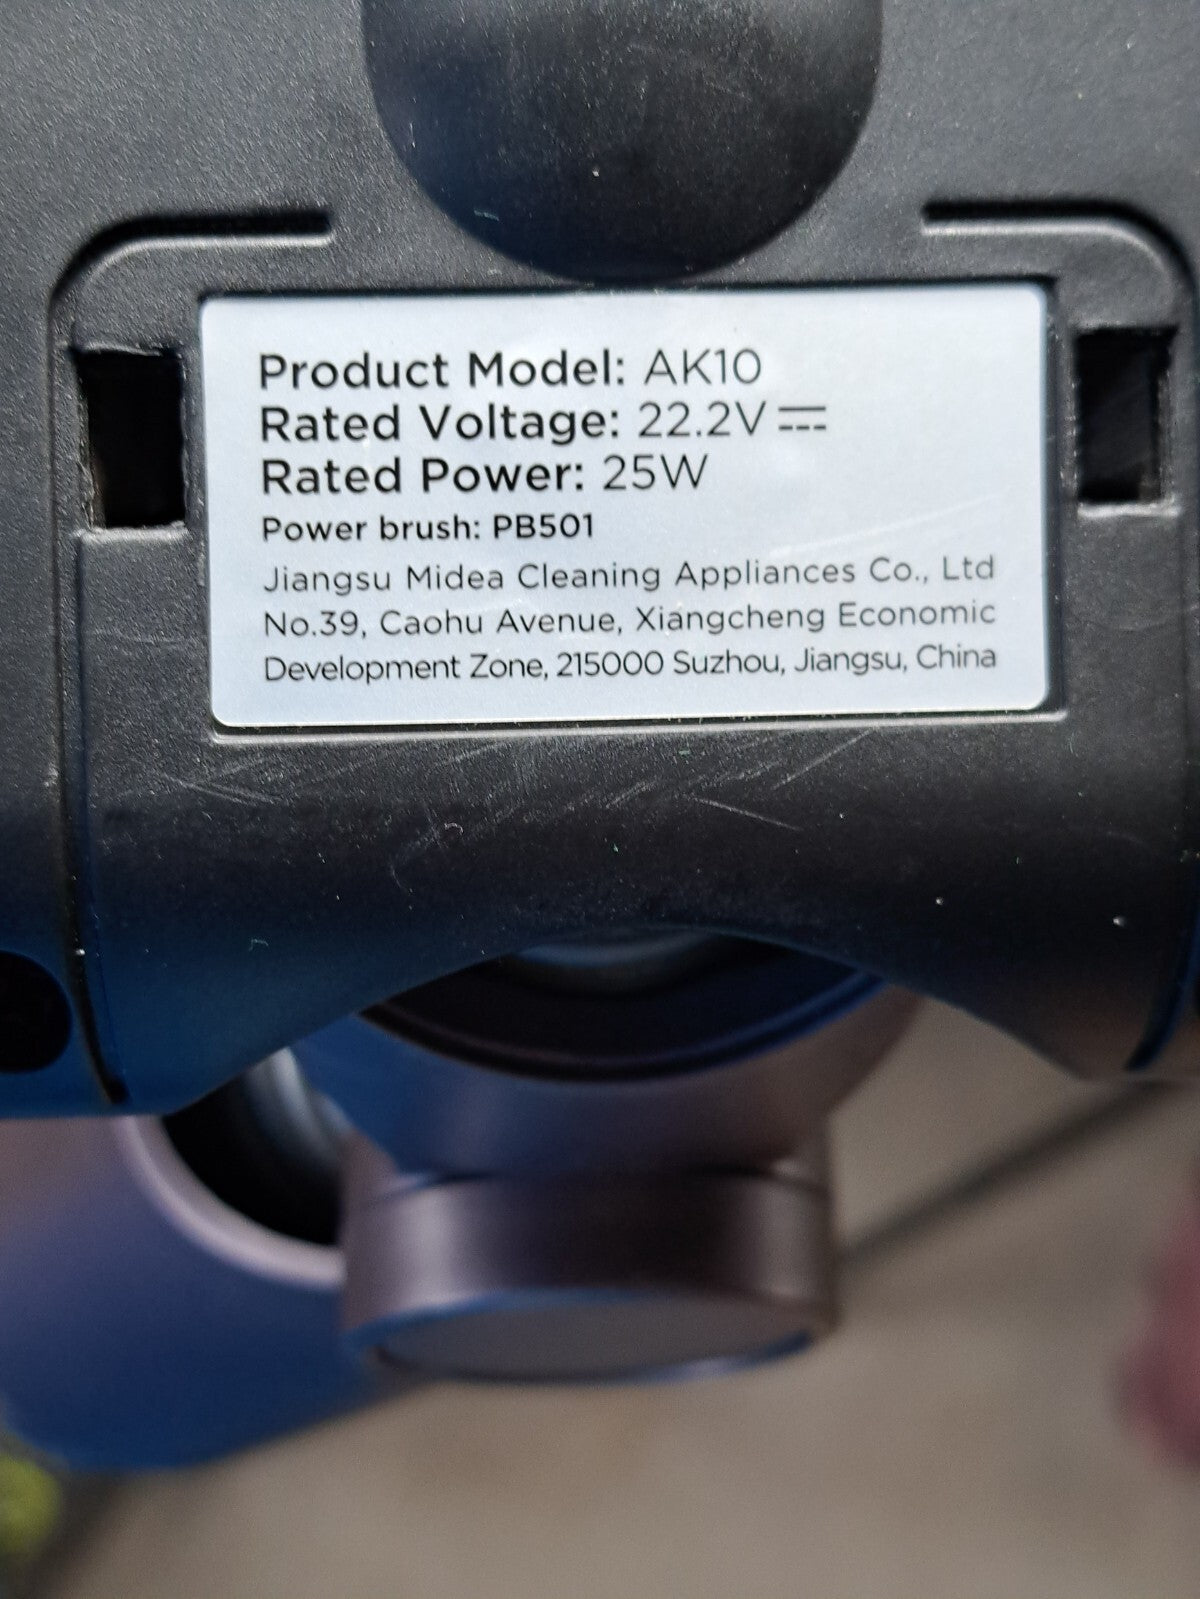 Product Model: AK10
Rated Voltage: 22.2V ⎓
Rated Power: 25W
Power brush: PB501
Jiangsu Midea Cleaning Appliances Co., Ltd
No.39, Caohu Avenue, Xiangcheng Economic
Development Zone, 215000 Suzhou, Jiangsu, China